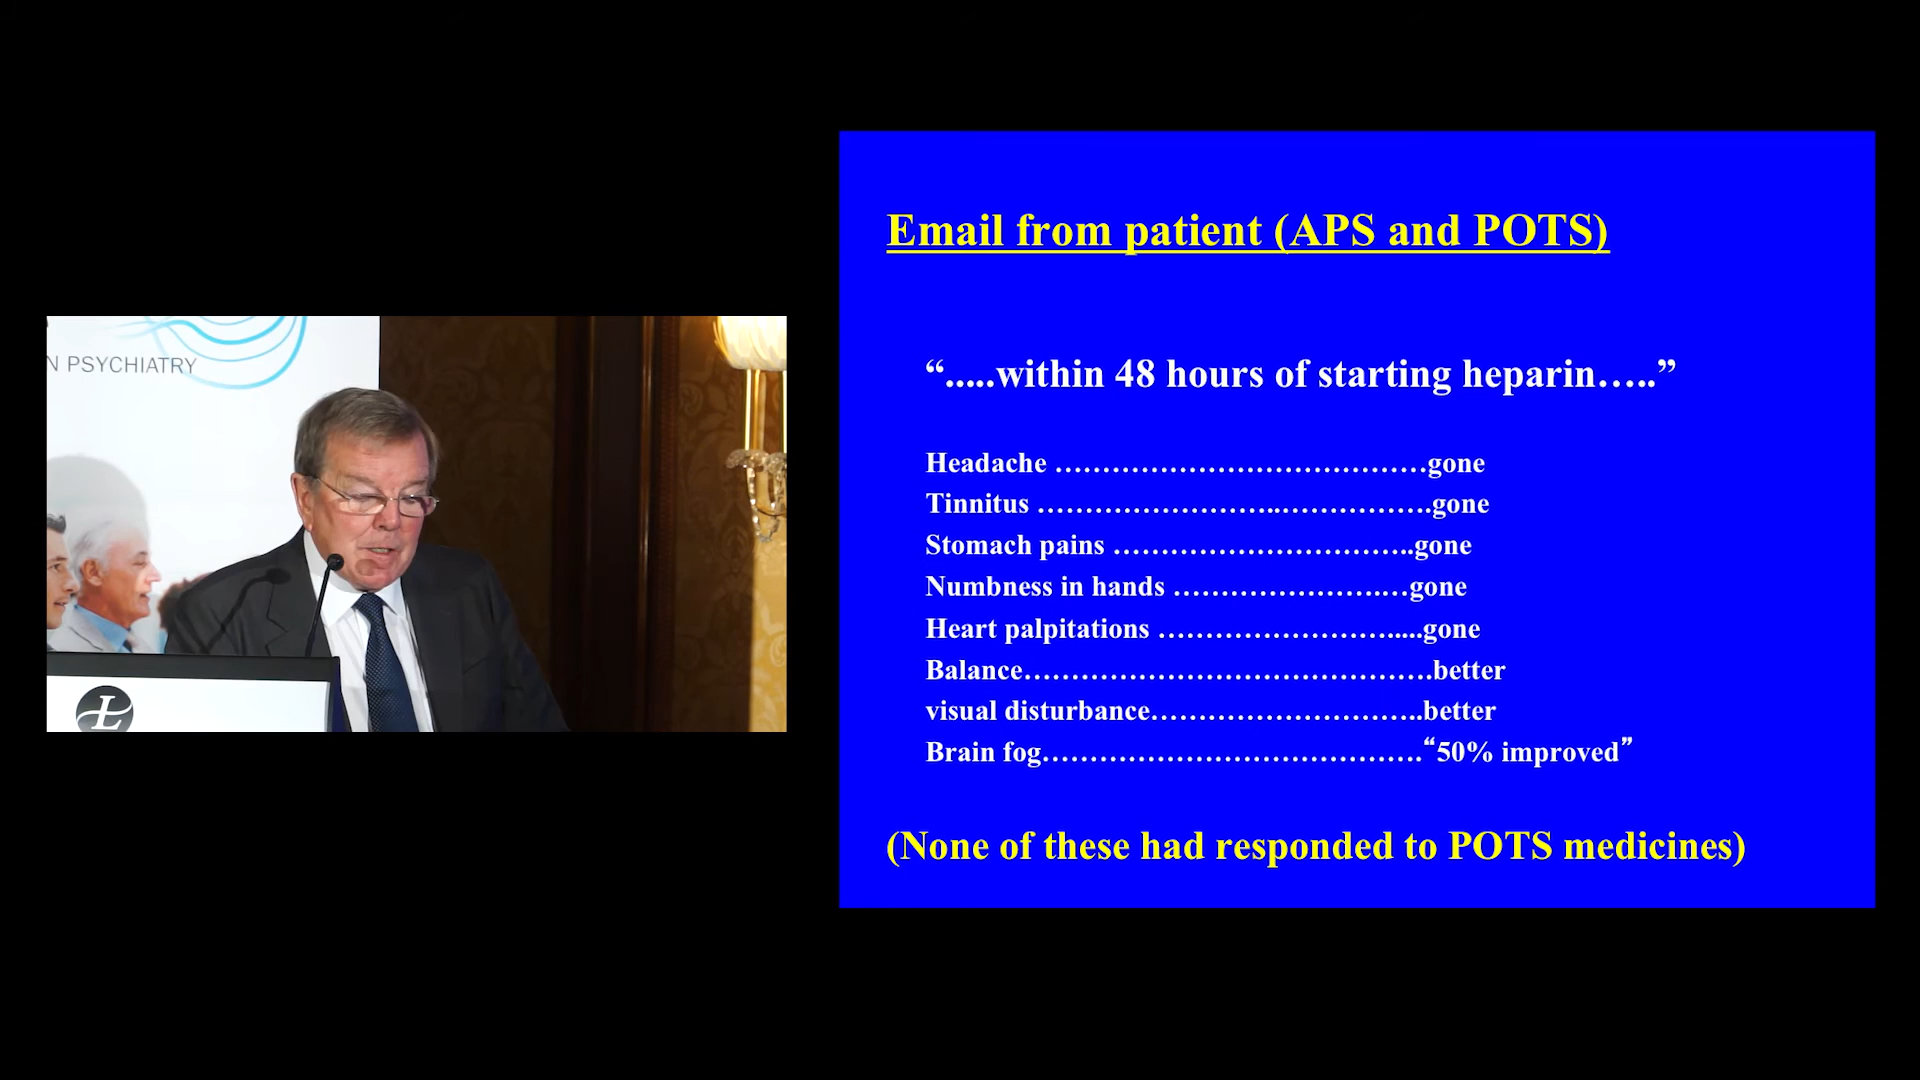 N PSYCHIATRY
L
Email from patient (APS and POTS)
“.....within 48 hours of starting heparin…..”
Headache …………………………………gone
Tinnitus ……………………..…………….gone
Stomach pains …………………………..gone
Numbness in hands ………………….…gone
Heart palpitations …………………….....gone
Balance…………………………………….better
visual disturbance………………………..better
Brain fog………………………………….“50% improved”
(None of these had responded to POTS medicines)